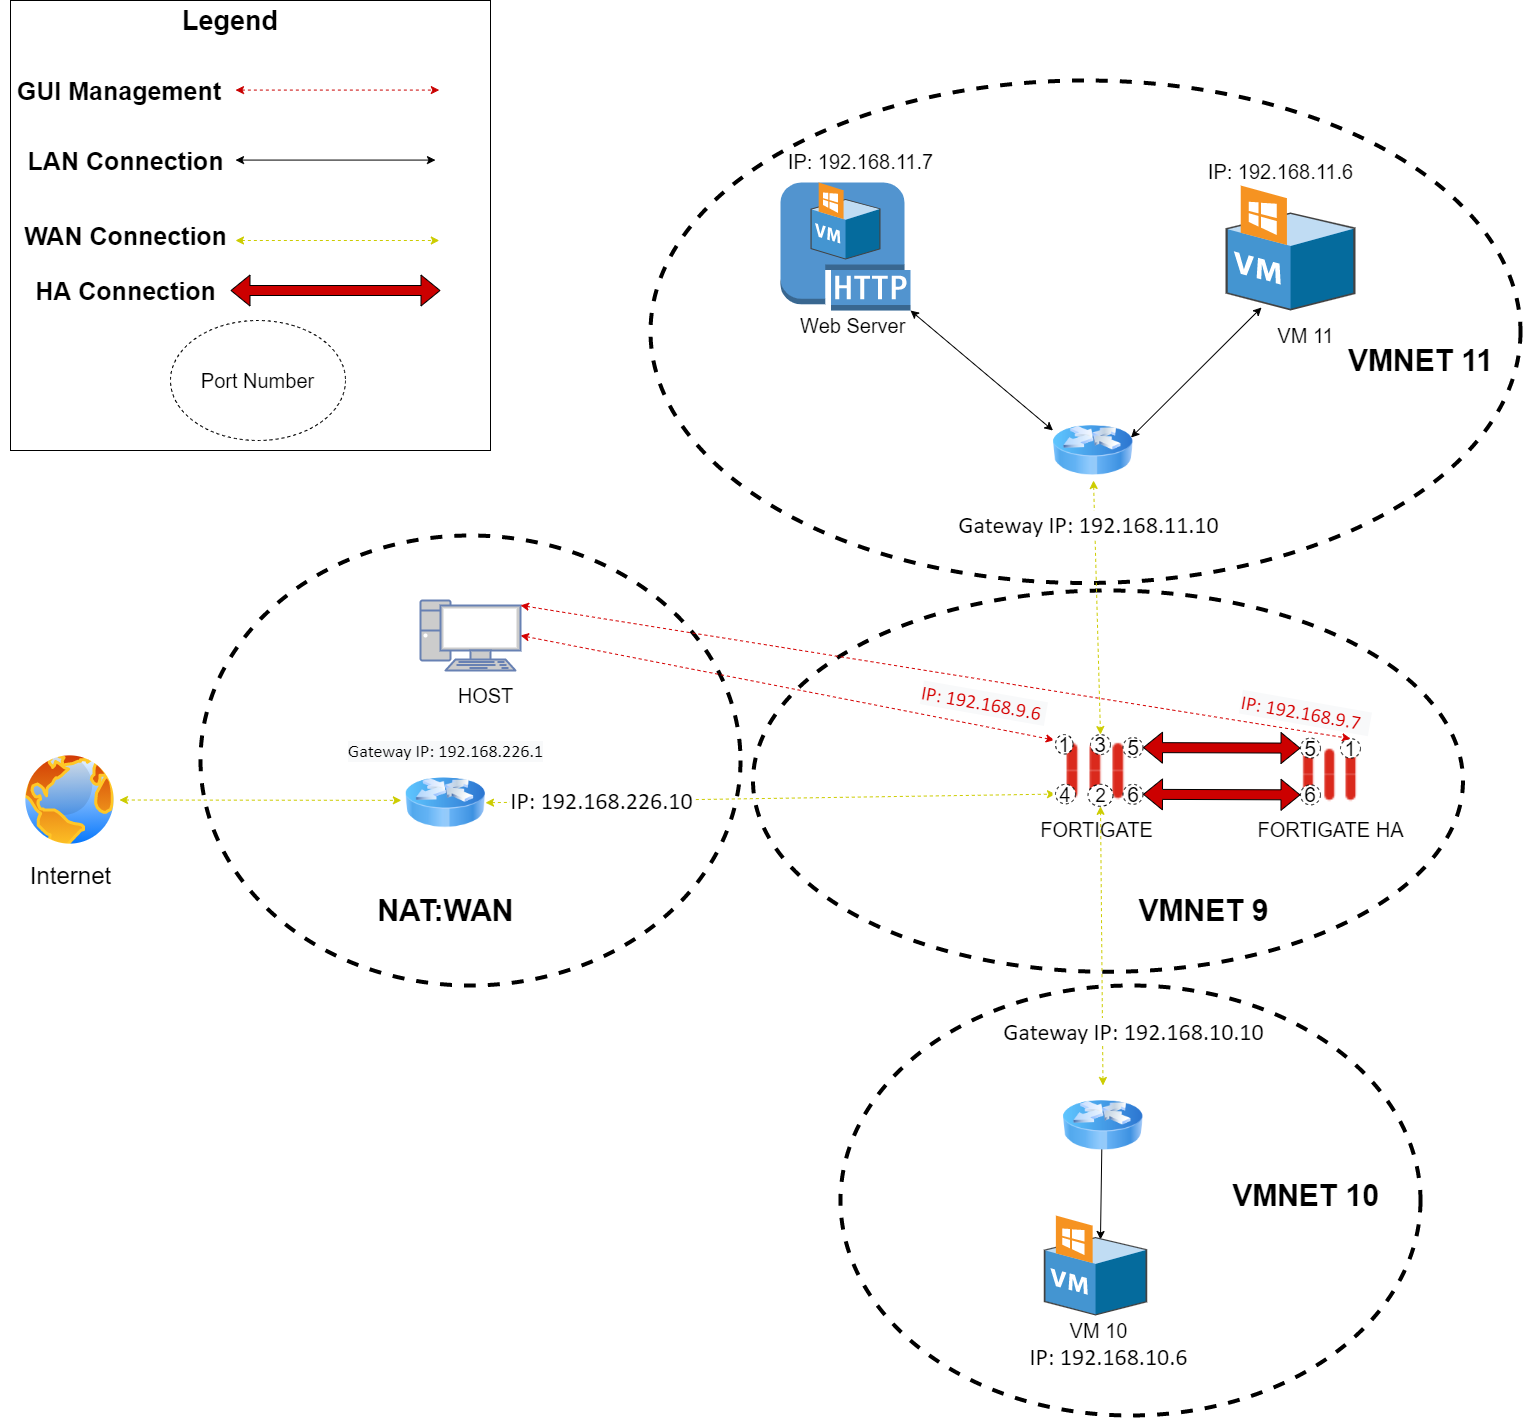 Legend
GUI Management
LAN Connection
WAN Connection
HA Connection
Port Number
IP: 192.168.11.7
VM
HTTP
Web Server
IP: 192.168.11.6
VM
VM 11
VMNET 11
Gateway IP: 192.168.11.10
HOST
Gateway IP: 192.168.226.1
IP: 192.168.226.10
Internet
NAT:WAN
IP: 192.168.9.6
IP: 192.168.9.7
1
3
5
5
1
4
2
6
6
FORTIGATE
FORTIGATE HA
VMNET 9
Gateway IP: 192.168.10.10
VMNET 10
VM
VM 10
IP: 192.168.10.6